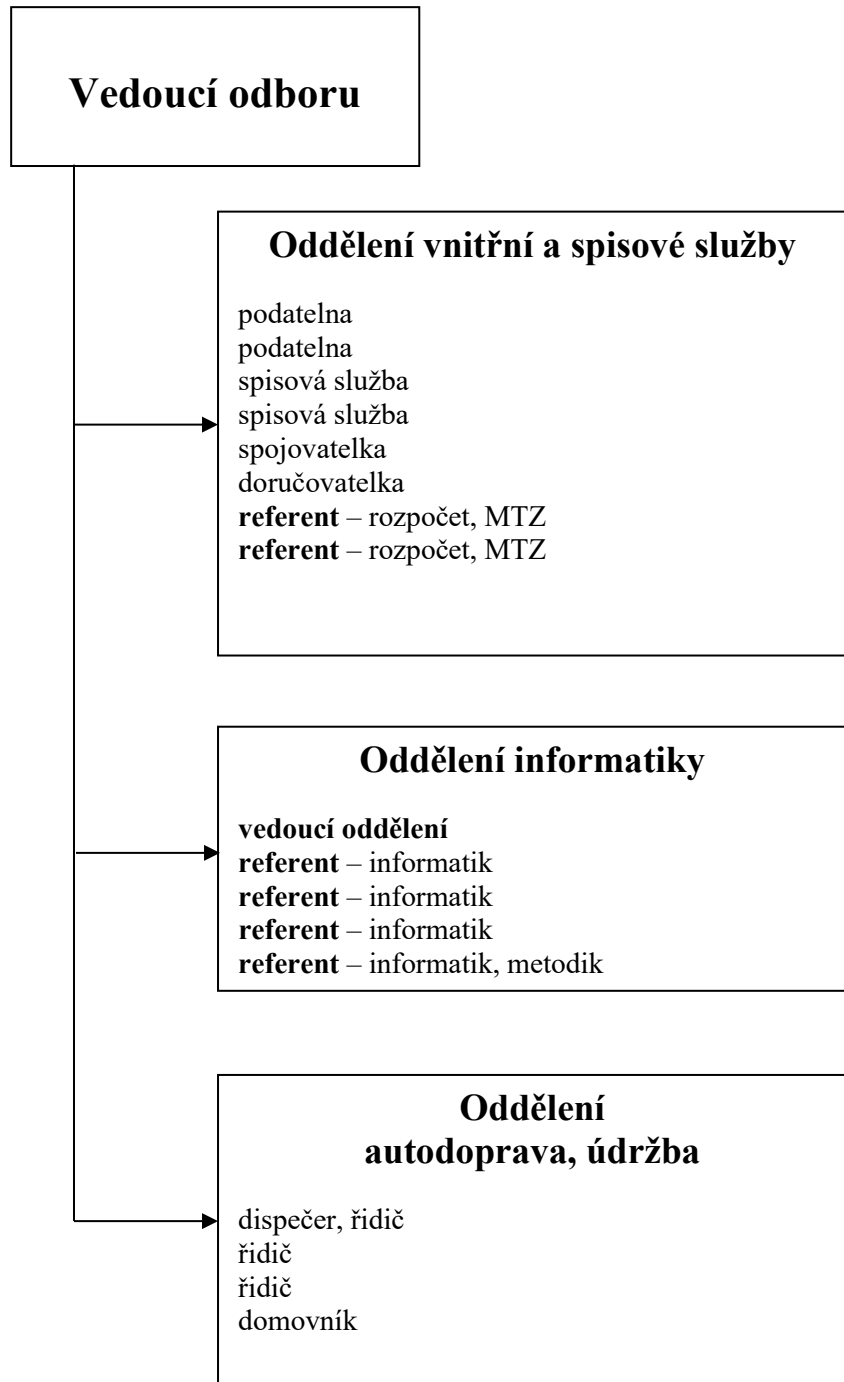 Vedoucí odboru
Oddělení vnitřní a spisové služby
podatelna
podatelna
spisová služba
spisová služba
spojovatelka
doručovatelka
referent – rozpočet, MTZ
referent – rozpočet, MTZ
Oddělení informatiky
vedoucí oddělení
referent – informatik
referent – informatik
referent – informatik
referent – informatik, metodik
Oddělení
autodoprava, údržba
dispečer, řidič
řidič
řidič
domovník